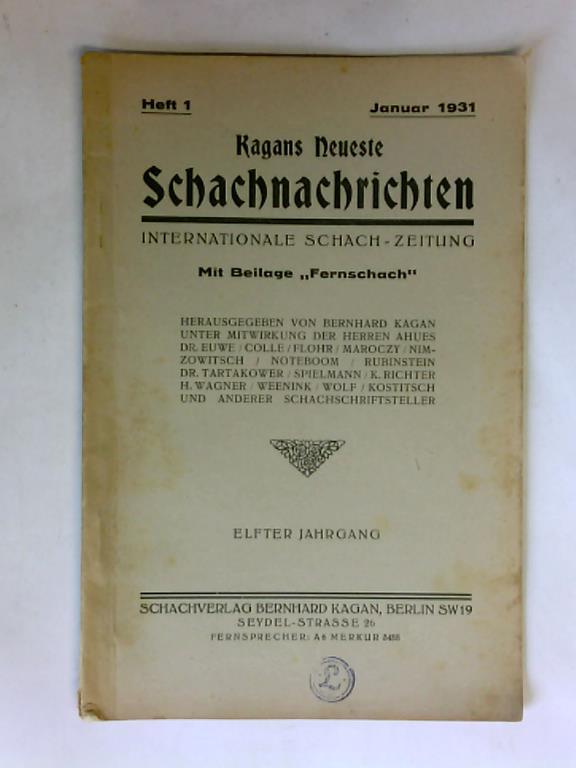 Heft 1
Januar 1931
Kagans Neueste
Schachnachrichten
INTERNATIONALE SCHACH-ZEITUNG
Mit Beilage „Fernschach"
HERAUSGEGEBEN VON BERNHARD KAGAN
UNTER MITWIRKUNG DER HERREN AHUES
DR. EUWE / COLLE / FLOHR / MAROCZY / NIM-
ZOWITSCH / NOTEBOOM / RUBINSTEIN
DR. TARTAKOWER / SPIELMANN / K. RICHTER
H. WAGNER / WEENINK / WOLF / KOSTITSCH
UND ANDERER SCHACHSCHRIFTSTELLER
ELFTER JAHRGANG
SCHACHVERLAG BERNHARD KAGAN, BERLIN SW19
SEYDEL-STRASSE 26
FERNSPRECHER: A6 MERKUR
L